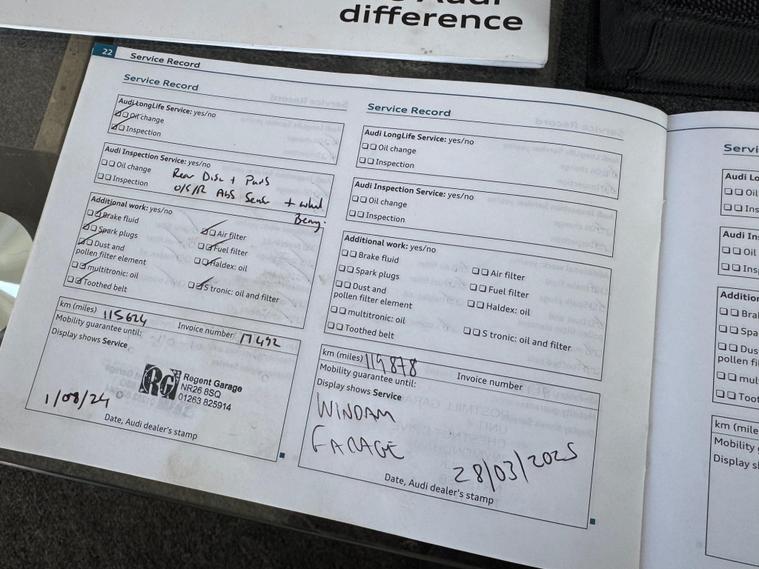 difference
22
Service Record
Service Record
Audi LongLife Service: yes/no
Oil change
Inspection
Audi Inspection Service: yes/no
Oil change
Inspection
Rear Disc + Pads
O/S/R ABS Sensr + wheel
Bearng.
Additional work: yes/no
Brake fluid
Spark plugs
Dust and
pollen filter element
multitronic: oil
Toothed belt
Air filter
Fuel filter
Haldex: oil
S tronic: oil and filter
km (miles) 115624
Invoice number 17492
Mobility guarantee until:
Display shows Service
RG
Regent Garage
NR26 8SQ
01263 825914
1/08/24
Date, Audi dealer's stamp
Service Record
Audi LongLife Service: yes/no
Oil change
Inspection
Audi Inspection Service: yes/no
Oil change
Inspection
Additional work: yes/no
Brake fluid
Spark plugs
Dust and
pollen filter element
multitronic: oil
Toothed belt
Air filter
Fuel filter
Haldex: oil
S tronic: oil and filter
km (miles) 119878
Invoice number
Mobility guarantee until:
Display shows Service
WINDAM
GARAGE
28/03/2025
Date, Audi dealer's stamp
Servi
Audi Lo
Oil
Ins
Audi In
Oil
Ins
Additio
Bra
Spa
Dus
pollen fi
mul
Toot
km (mile
Mobility
Display s